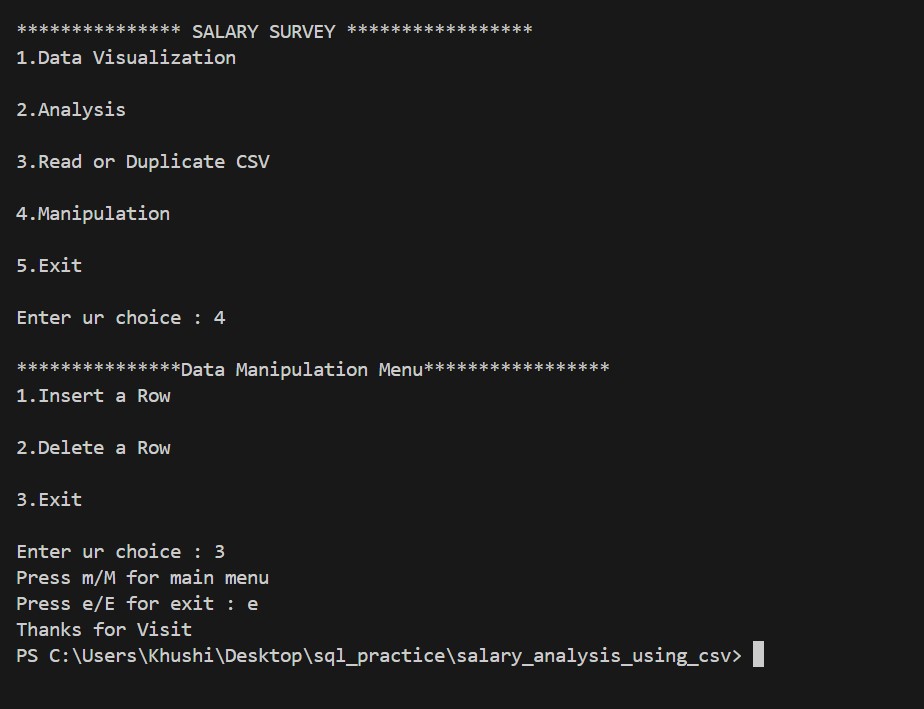 *************** SALARY SURVEY *****************
1.Data Visualization
2.Analysis
3.Read or Duplicate CSV
4.Manipulation
5.Exit
Enter ur choice : 4
***************Data Manipulation Menu*****************
1.Insert a Row
2.Delete a Row
3.Exit
Enter ur choice : 3
Press m/M for main menu
Press e/E for exit : e
Thanks for Visit
PS C:\Users\Khushi\Desktop\sql_practice\salary_analysis_using_csv>